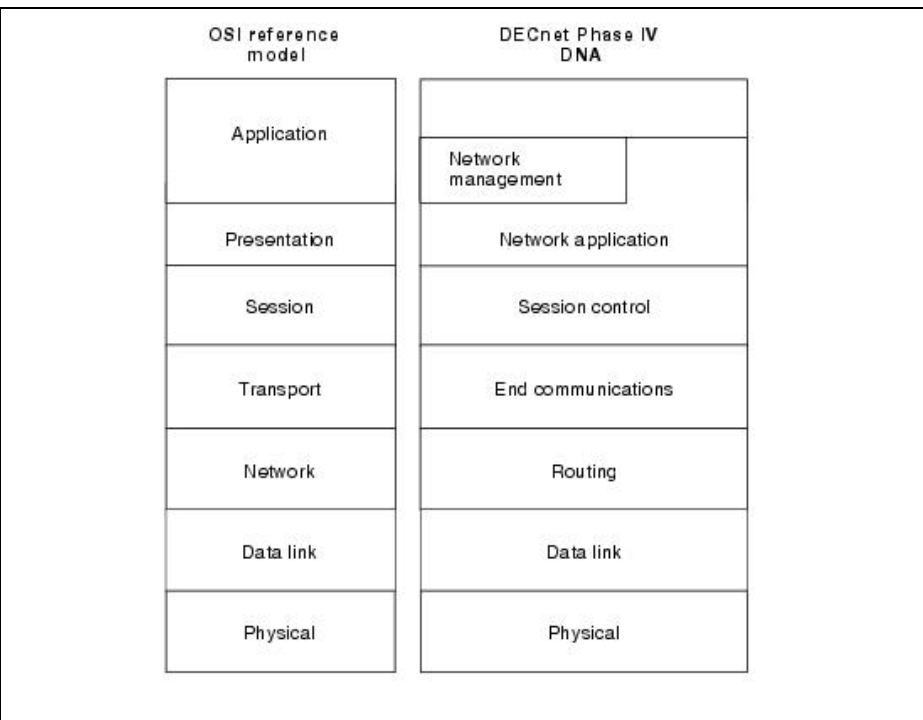 OSI reference
model
Application
Presentation
Session
Transport
Network
Data link
Physical
DECnet Phase IV
DNA
Network
management
Network application
Session control
End communications
Routing
Data link
Physical